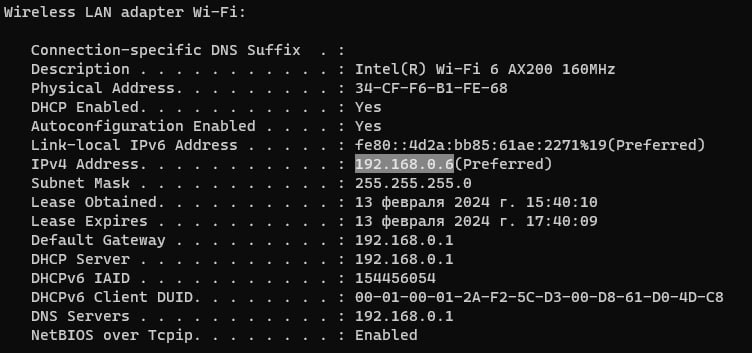 Wireless LAN adapter Wi-Fi:
Connection-specific DNS Suffix  . :
Description . . . . . . . . . . . : Intel(R) Wi-Fi 6 AX200 160MHz
Physical Address. . . . . . . . . : 34-CF-F6-B1-FE-68
DHCP Enabled. . . . . . . . . . . : Yes
Autoconfiguration Enabled . . . . : Yes
Link-local IPv6 Address . . . . . : fe80::4d2a:bb85:61ae:2271%19(Preferred)
IPv4 Address. . . . . . . . . . . : 192.168.0.6(Preferred)
Subnet Mask . . . . . . . . . . . : 255.255.255.0
Lease Obtained. . . . . . . . . . : 13 февраля 2024 г. 15:40:10
Lease Expires . . . . . . . . . . : 13 февраля 2024 г. 17:40:09
Default Gateway . . . . . . . . . : 192.168.0.1
DHCP Server . . . . . . . . . . . : 192.168.0.1
DHCPv6 IAID . . . . . . . . . . . : 154456054
DHCPv6 Client DUID. . . . . . . . : 00-01-00-01-2A-F2-5C-D3-00-D8-61-D0-4D-C8
DNS Servers . . . . . . . . . . . : 192.168.0.1
NetBIOS over Tcpip. . . . . . . . : Enabled